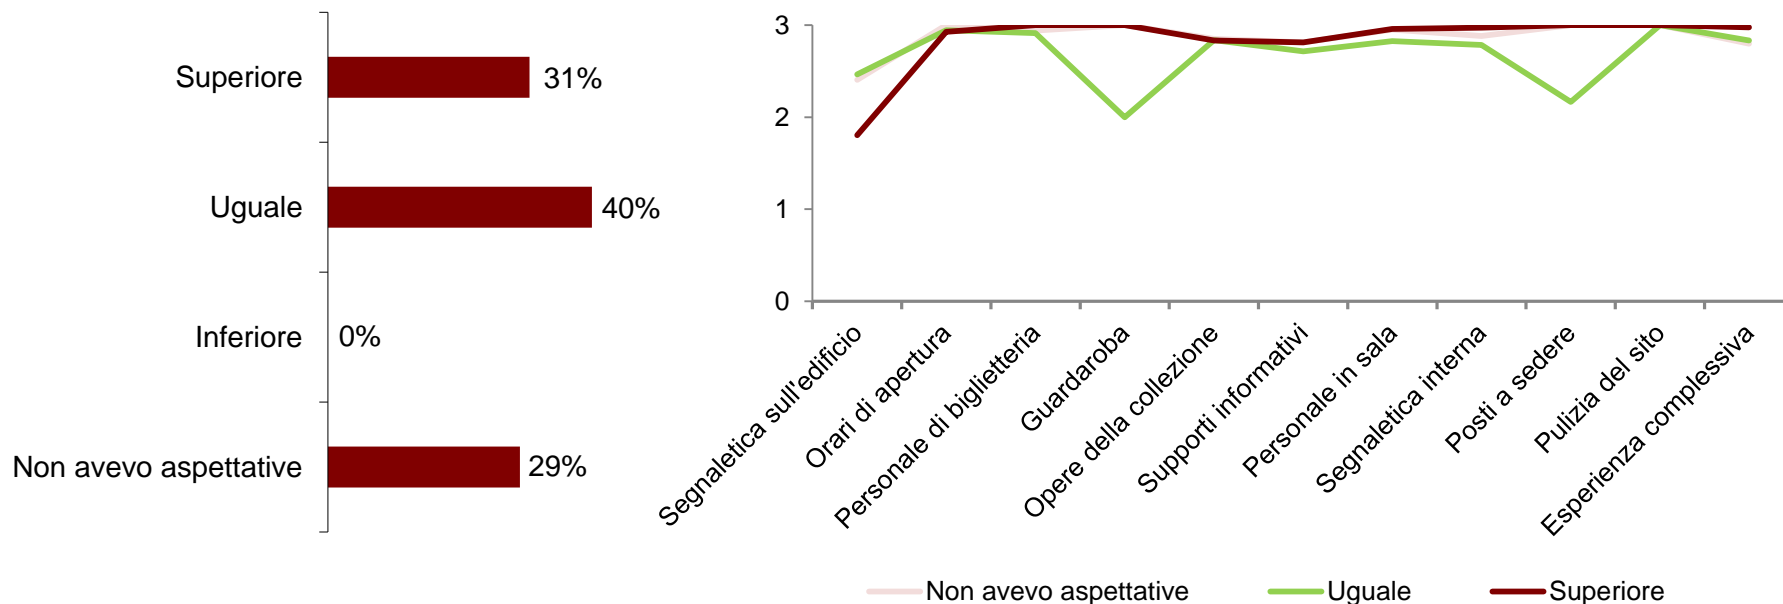 Superiore
31%
Uguale
40%
Inferiore
0%
Non avevo aspettative
29%
3
2
1
0
Segnaletica sull'edificio
Orari di apertura
Personale di biglietteria
Guardaroba
Opere della collezione
Supporti informativi
Personale in sala
Segnaletica interna
Posti a sedere
Pulizia del sito
Esperienza complessiva
Non avevo aspettative
Uguale
Superiore